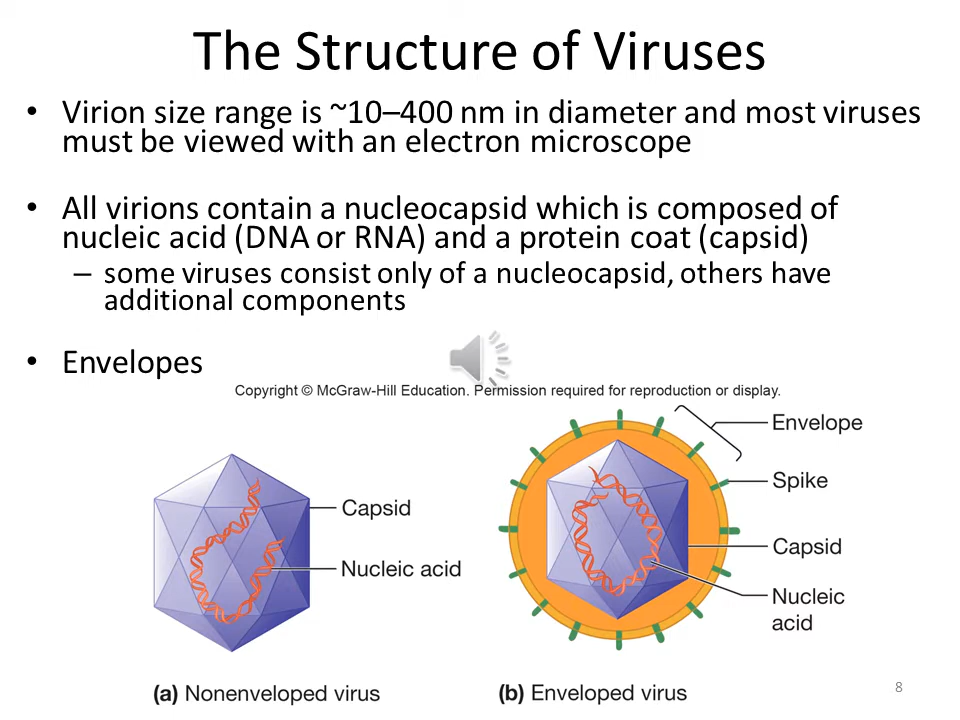 The Structure of Viruses
• Virion size range is ~10–400 nm in diameter and most viruses
must be viewed with an electron microscope
• All virions contain a nucleocapsid which is composed of
nucleic acid (DNA or RNA) and a protein coat (capsid)
– some viruses consist only of a nucleocapsid, others have
additional components
• Envelopes
Copyright © McGraw-Hill Education. Permission required for reproduction or display.
Capsid
Nucleic acid
(a) Nonenveloped virus
Envelope
Spike
Capsid
Nucleic
acid
(b) Enveloped virus
8